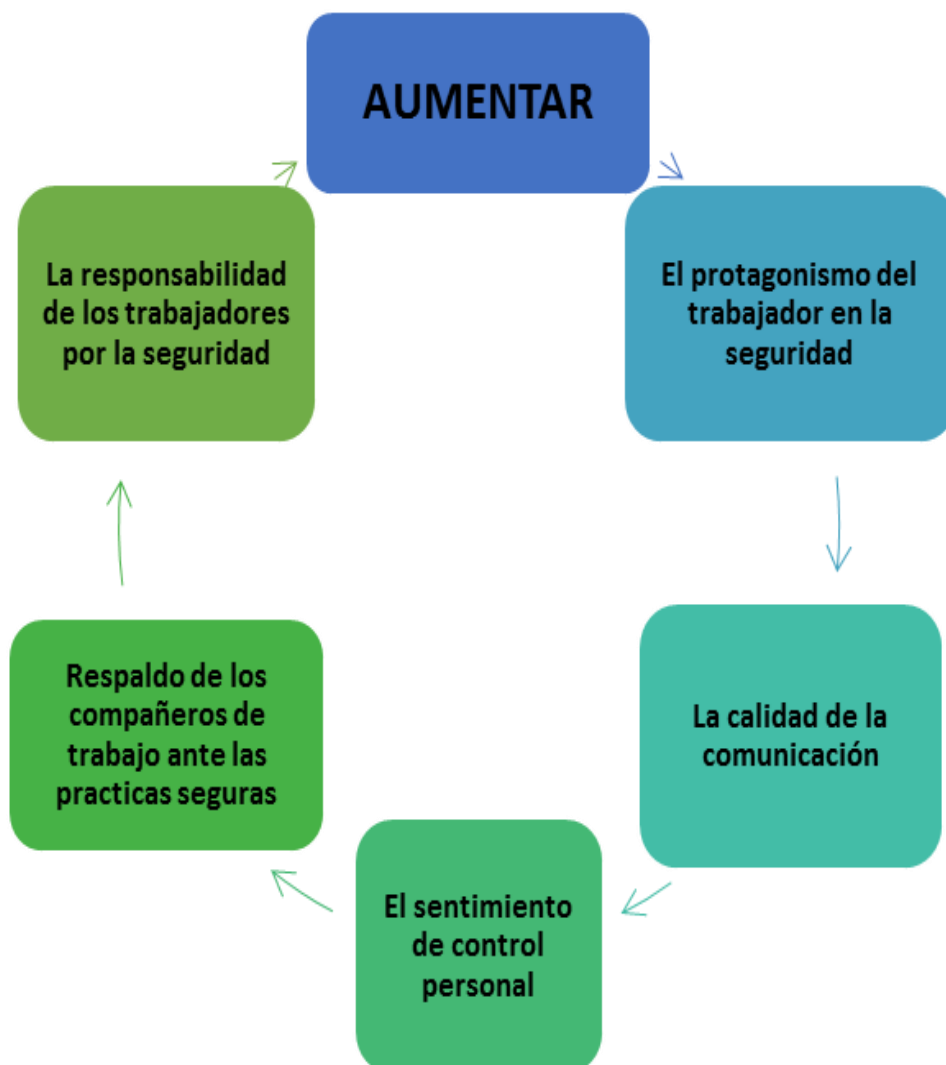 AUMENTAR
El protagonismo del
trabajador en la
seguridad
La calidad de la
comunicación
El sentimiento
de control
personal
Respaldo de los
compañeros de
trabajo ante las
practicas seguras
La responsabilidad
de los trabajadores
por la seguridad